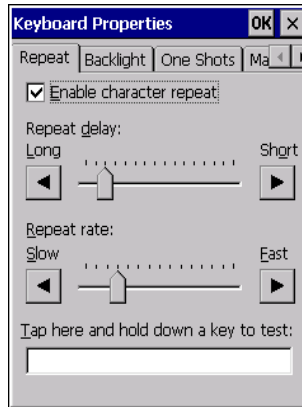 Keyboard Properties OK ×
Repeat Backlight One Shots Ma
Enable character repeat
Repeat delay:
Long Short
Repeat rate:
Slow Fast
Tap here and hold down a key to test: